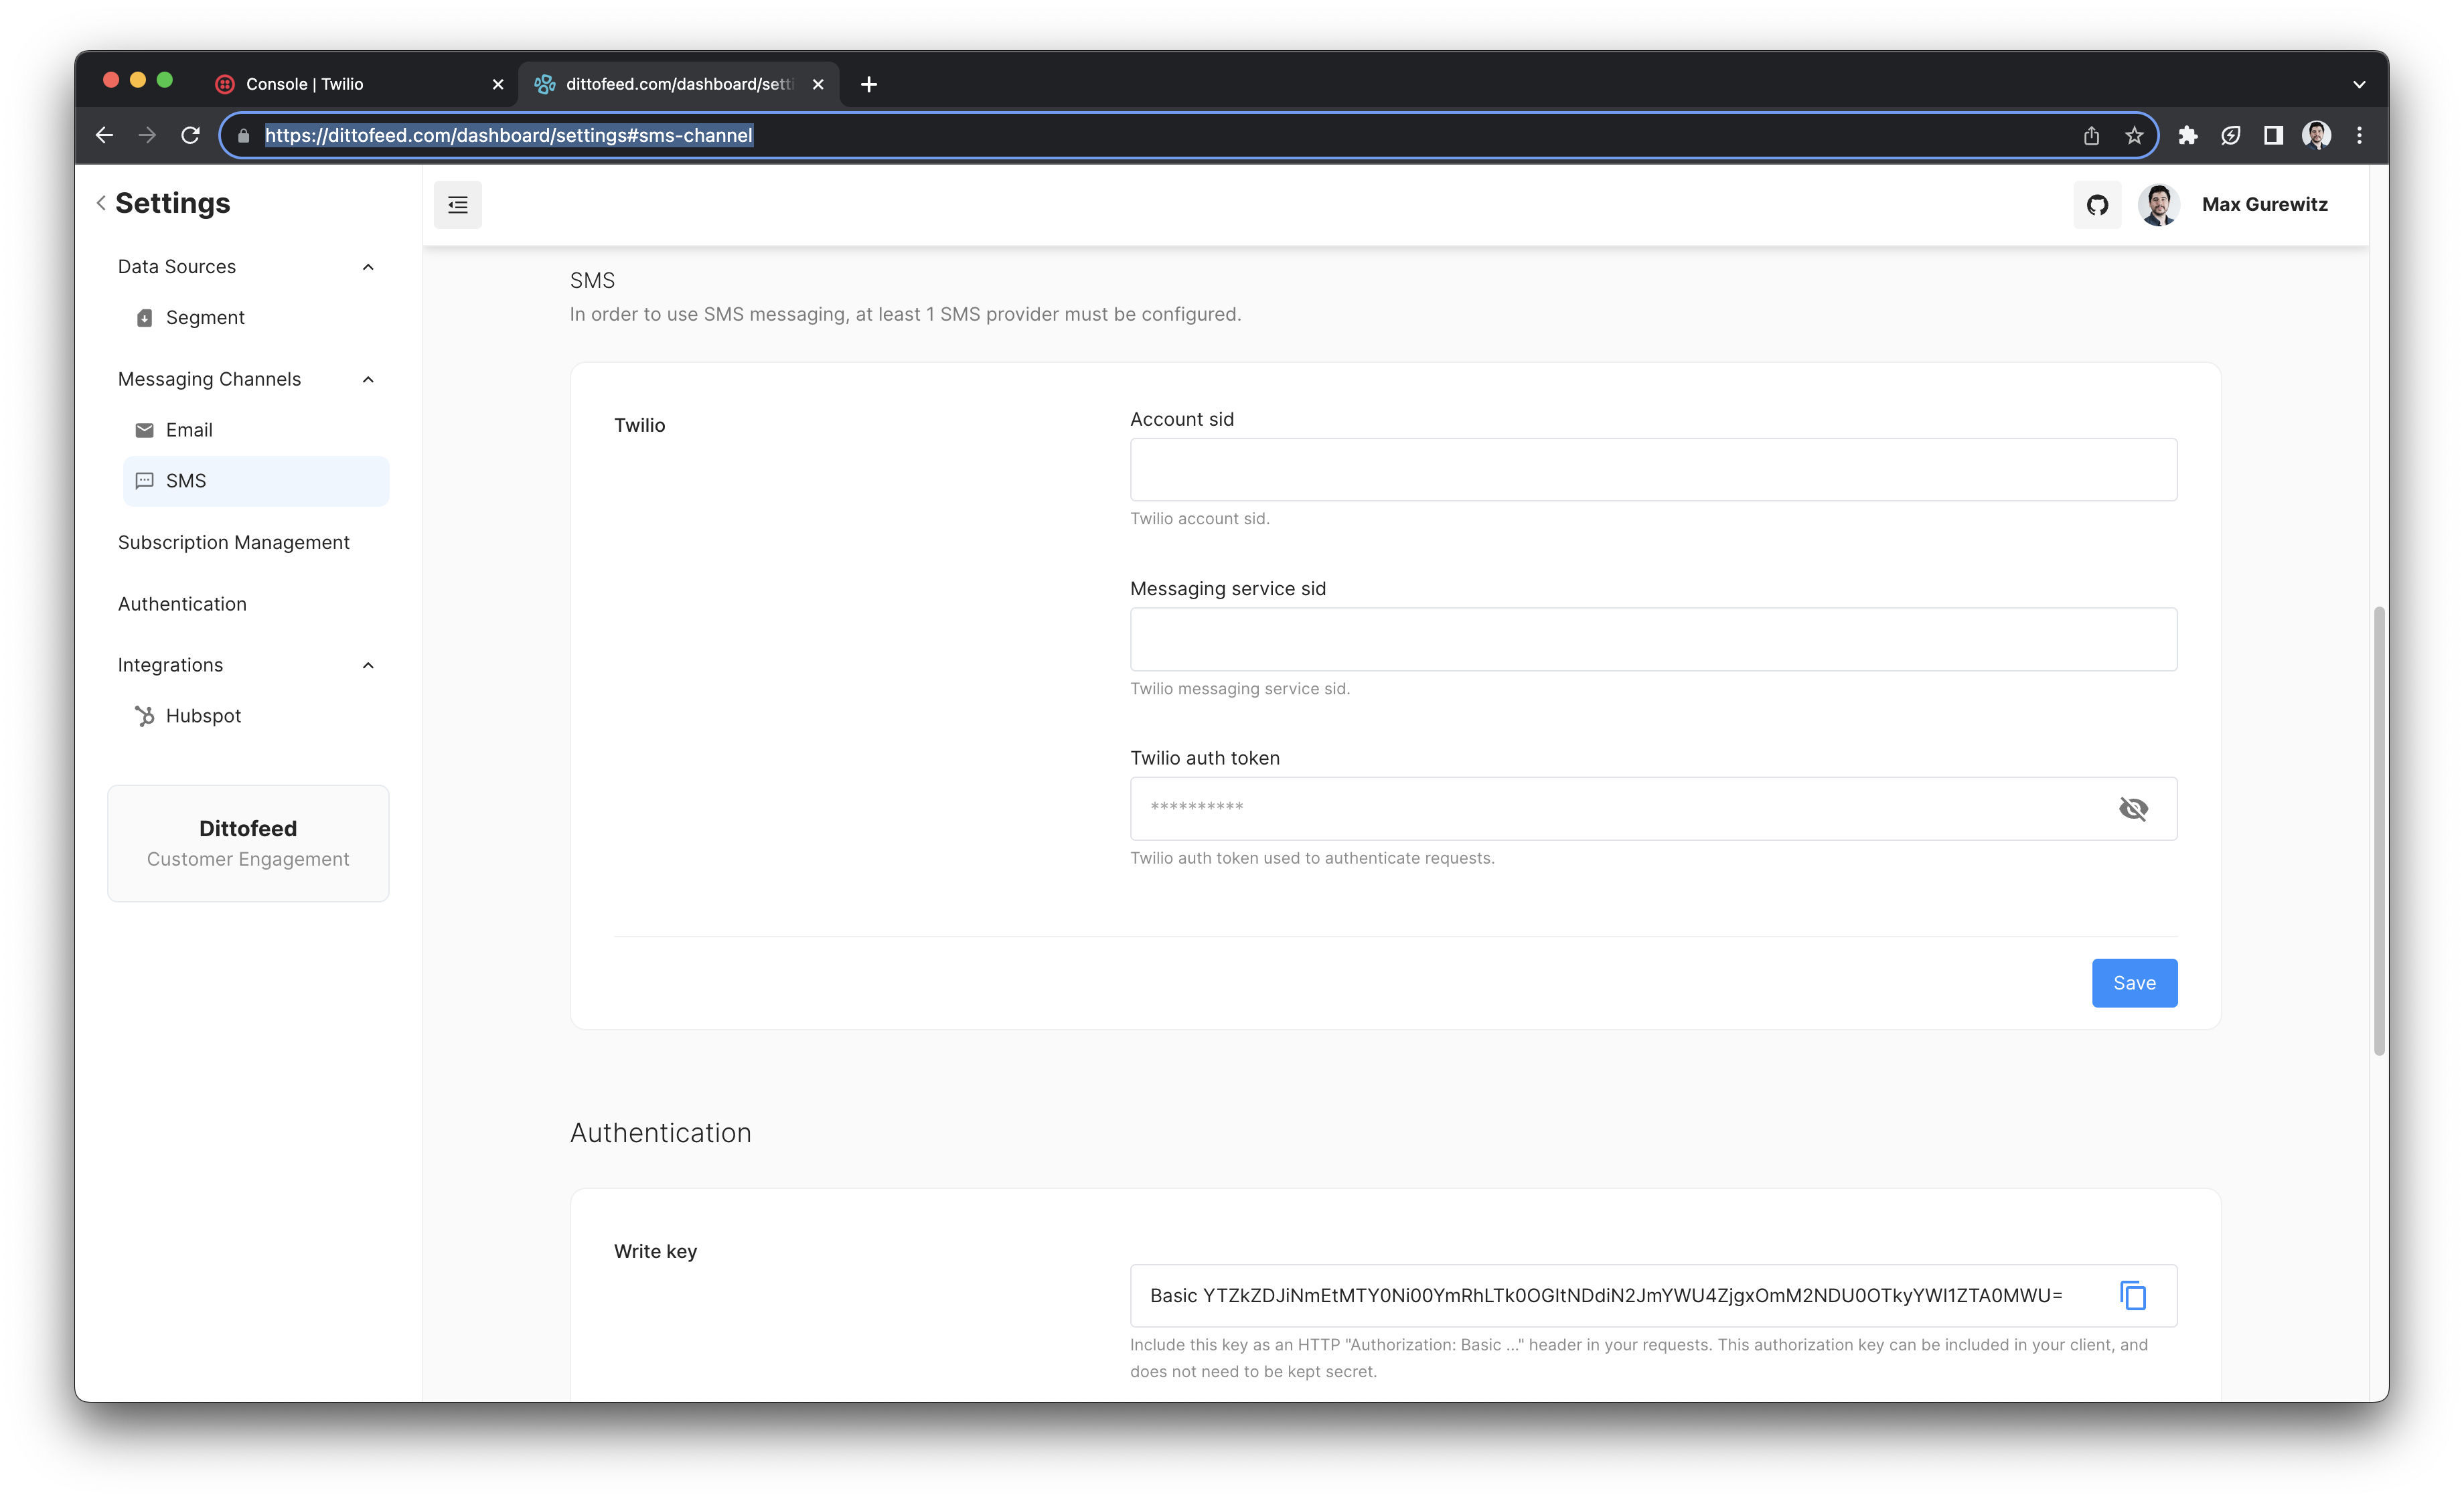 Console | Twilio
dittofeed.com/dashboard/setti
https://dittofeed.com/dashboard/settings#sms-channel
Settings
Max Gurewitz
Data Sources
Segment
Messaging Channels
Email
SMS
Subscription Management
Authentication
Integrations
Hubspot
Dittofeed
Customer Engagement
SMS
In order to use SMS messaging, at least 1 SMS provider must be configured.
Twilio
Account sid
Twilio account sid.
Messaging service sid
Twilio messaging service sid.
Twilio auth token
**********
Twilio auth token used to authenticate requests.
Save
Authentication
Write key
Basic YTZkZDJiNmEtMTY0Ni00YmRhLTk0OGItNDdiN2JmYWU4ZjgxOmM2NDU0OTkyYWI1ZTA0MWU=
Include this key as an HTTP "Authorization: Basic ..." header in your requests. This authorization key can be included in your client, and
does not need to be kept secret.